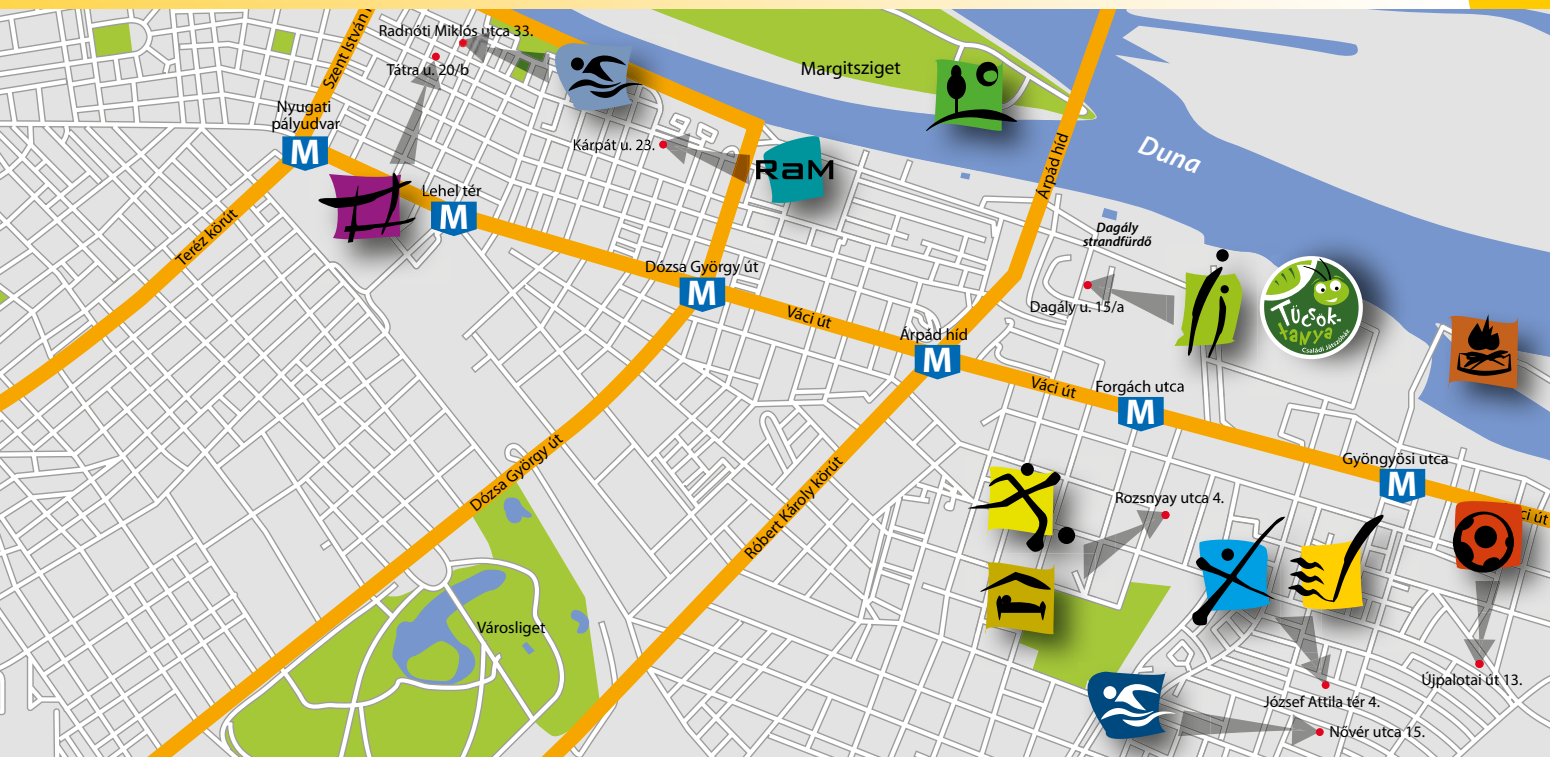 Radnóti Miklós utca 33.
Szent István
Tátra u. 20/b
Margitsziget
Nyugati
pályudvar
M
Kárpát u. 23.
RaM
Duna
Árpád híd
Lehel tér
M
Teréz körút
Dagály
strandfürdő
Dózsa György út
M
Dagály u. 15/a
TÜCSÖK-
TANYA
Családi Játszóház
Váci út
Árpád híd
M
Váci út
Forgách utca
M
Gyöngyösi utca
M
Dózsa György út
Róbert Károly körút
Rozsnyay utca 4.
ci út
Városliget
Újpalotai út 13.
József Attila tér 4.
Nővér utca 15.